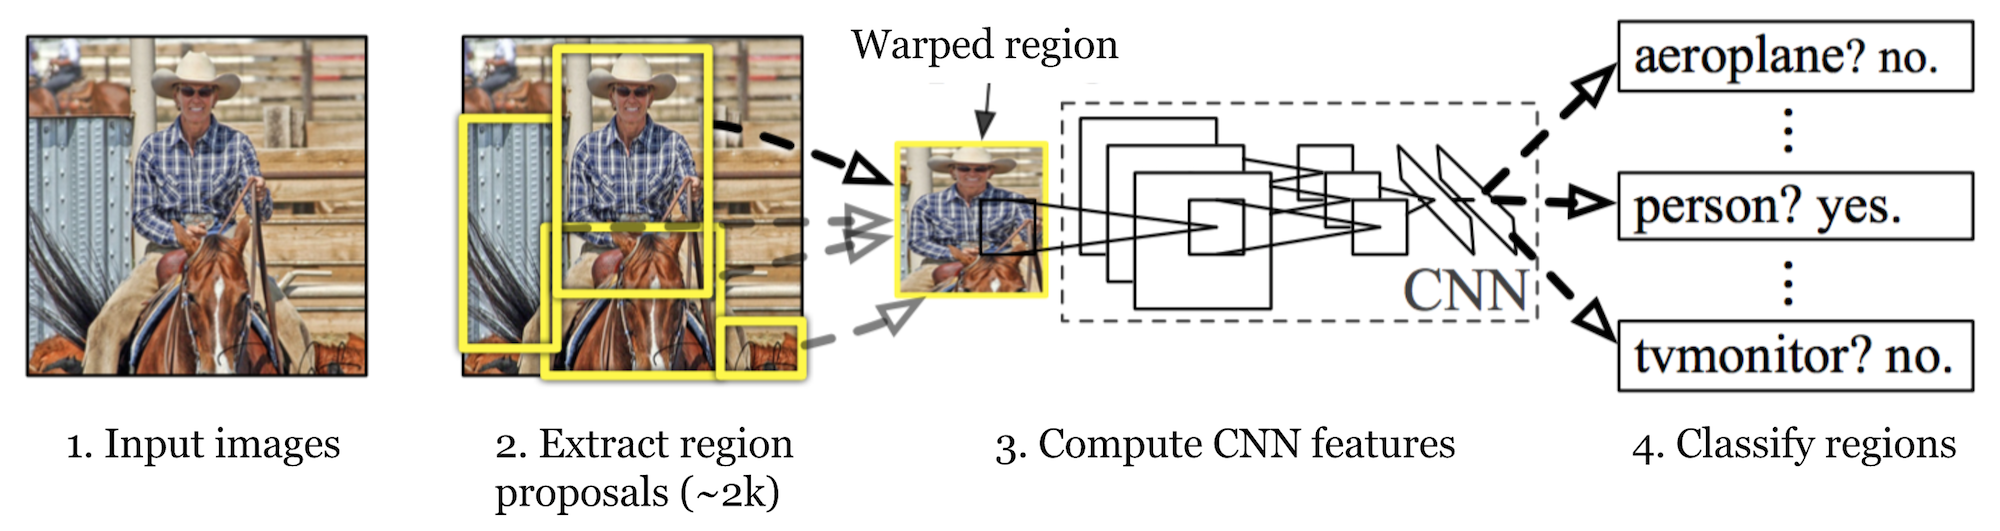 Warped region
aeroplane? no.
person? yes.
CNN
tvmonitor? no.
1. Input images
2. Extract region
proposals (~2k)
3. Compute CNN features
4. Classify regions